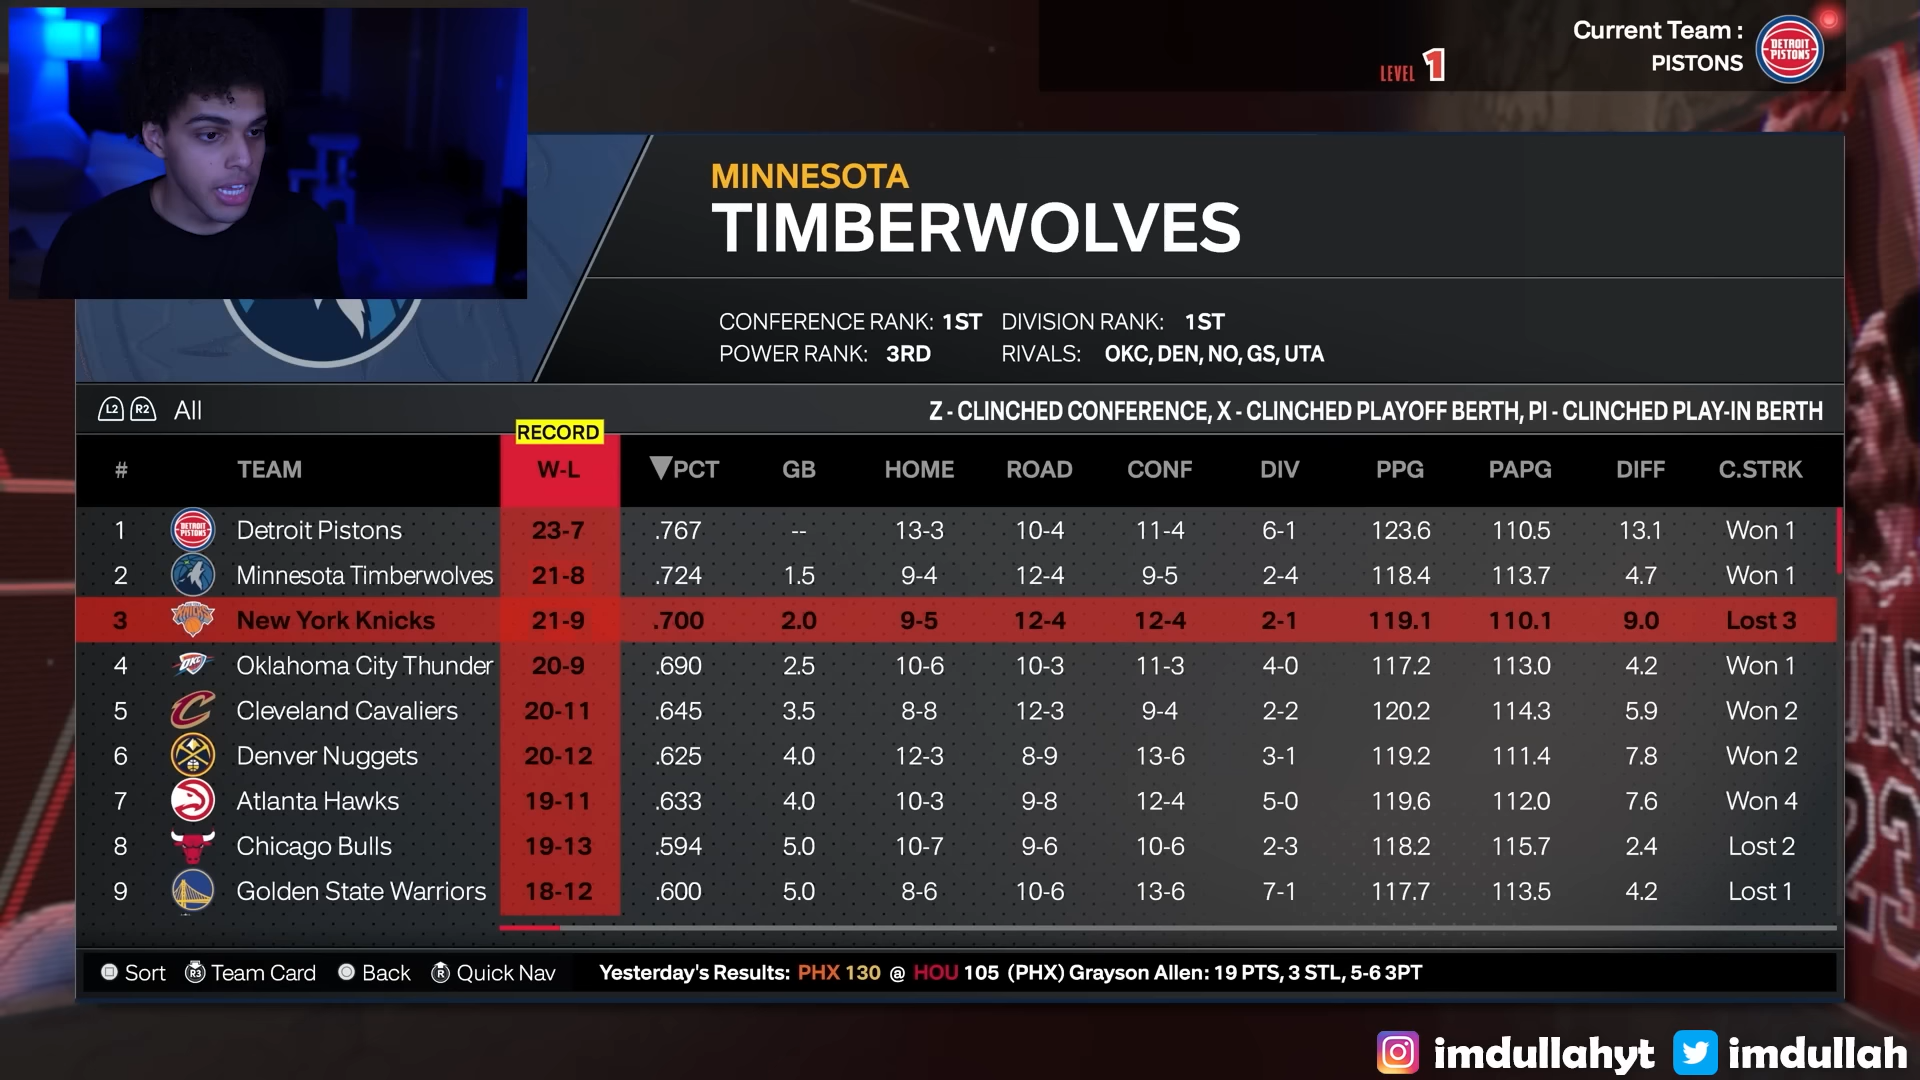 Current Team :
PISTONS
LEVEL 1
DETROIT
PISTONS
MINNESOTA
TIMBERWOLVES
CONFERENCE RANK: 1ST DIVISION RANK: 1ST
POWER RANK: 3RD RIVALS: OKC, DEN, NO, GS, UTA
L2 R2 All Z - CLINCHED CONFERENCE, X - CLINCHED PLAYOFF BERTH, PI - CLINCHED PLAY-IN BERTH
RECORD
# TEAM W-L ▼PCT GB HOME ROAD CONF DIV PPG PAPG DIFF C.STRK
1 Detroit Pistons 23-7 .767 -- 13-3 10-4 11-4 6-1 123.6 110.5 13.1 Won 1
2 Minnesota Timberwolves 21-8 .724 1.5 9-4 12-4 9-5 2-4 118.4 113.7 4.7 Won 1
3 New York Knicks 21-9 .700 2.0 9-5 12-4 12-4 2-1 119.1 110.1 9.0 Lost 3
4 Oklahoma City Thunder 20-9 .690 2.5 10-6 10-3 11-3 4-0 117.2 113.0 4.2 Won 1
5 Cleveland Cavaliers 20-11 .645 3.5 8-8 12-3 9-4 2-2 120.2 114.3 5.9 Won 2
6 Denver Nuggets 20-12 .625 4.0 12-3 8-9 13-6 3-1 119.2 111.4 7.8 Won 2
7 Atlanta Hawks 19-11 .633 4.0 10-3 9-8 12-4 5-0 119.6 112.0 7.6 Won 4
8 Chicago Bulls 19-13 .594 5.0 10-7 9-6 10-6 2-3 118.2 115.7 2.4 Lost 2
9 Golden State Warriors 18-12 .600 5.0 8-6 10-6 13-6 7-1 117.7 113.5 4.2 Lost 1
Sort R3 Team Card Back R Quick Nav Yesterday's Results: PHX 130 @ HOU 105 (PHX) Grayson Allen: 19 PTS, 3 STL, 5-6 3PT
imdullahyt imdullah
23